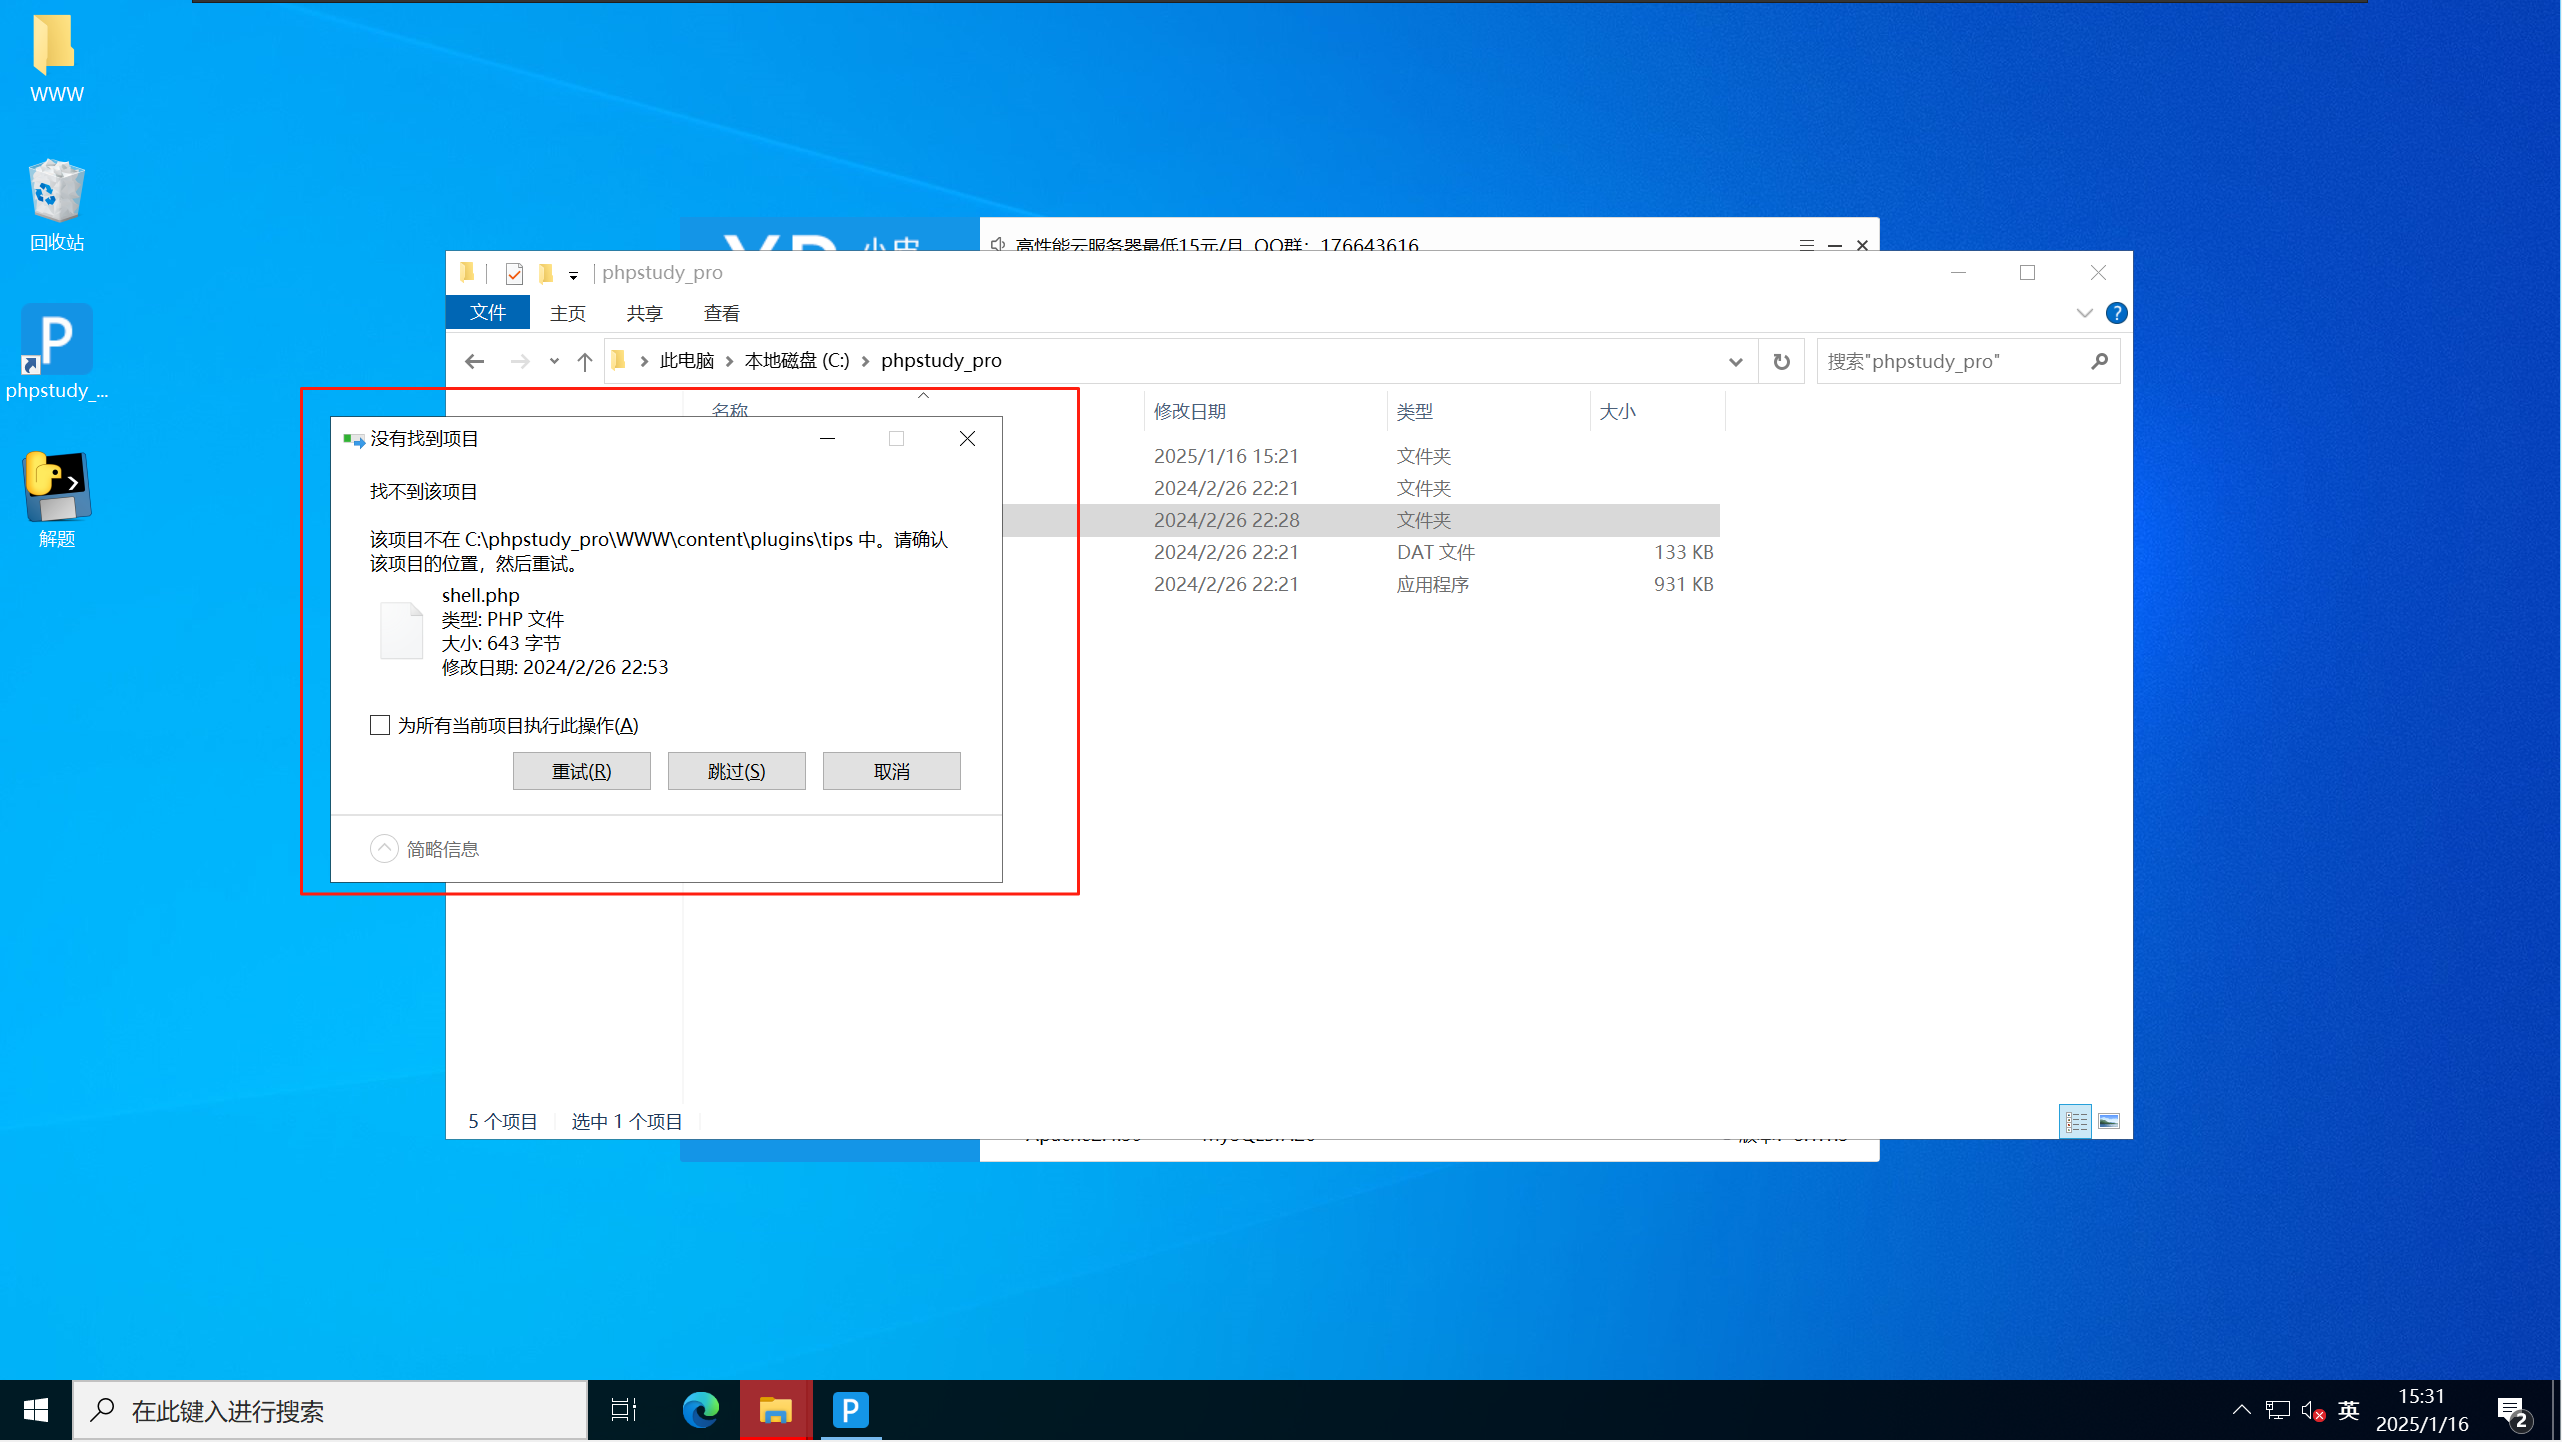 WWW
回收站
phpstudy_...
解题
高性能云服务器最低15元/月 QQ群：176643616
phpstudy_pro
文件 主页 共享 查看
此电脑 本地磁盘 (C:) phpstudy_pro
搜索"phpstudy_pro"
名称 修改日期 类型 大小
2025/1/16 15:21 文件夹
2024/2/26 22:21 文件夹
2024/2/26 22:28 文件夹
2024/2/26 22:21 DAT 文件 133 KB
2024/2/26 22:21 应用程序 931 KB
没有找到项目
找不到该项目
该项目不在 C:\phpstudy_pro\WWW\content\plugins\tips 中。请确认
该项目的位置，然后重试。
shell.php
类型: PHP 文件
大小: 643 字节
修改日期: 2024/2/26 22:53
为所有当前项目执行此操作(A)
重试(R) 跳过(S) 取消
简略信息
5 个项目 选中 1 个项目
在此键入进行搜索
英
15:31
2025/1/16
2